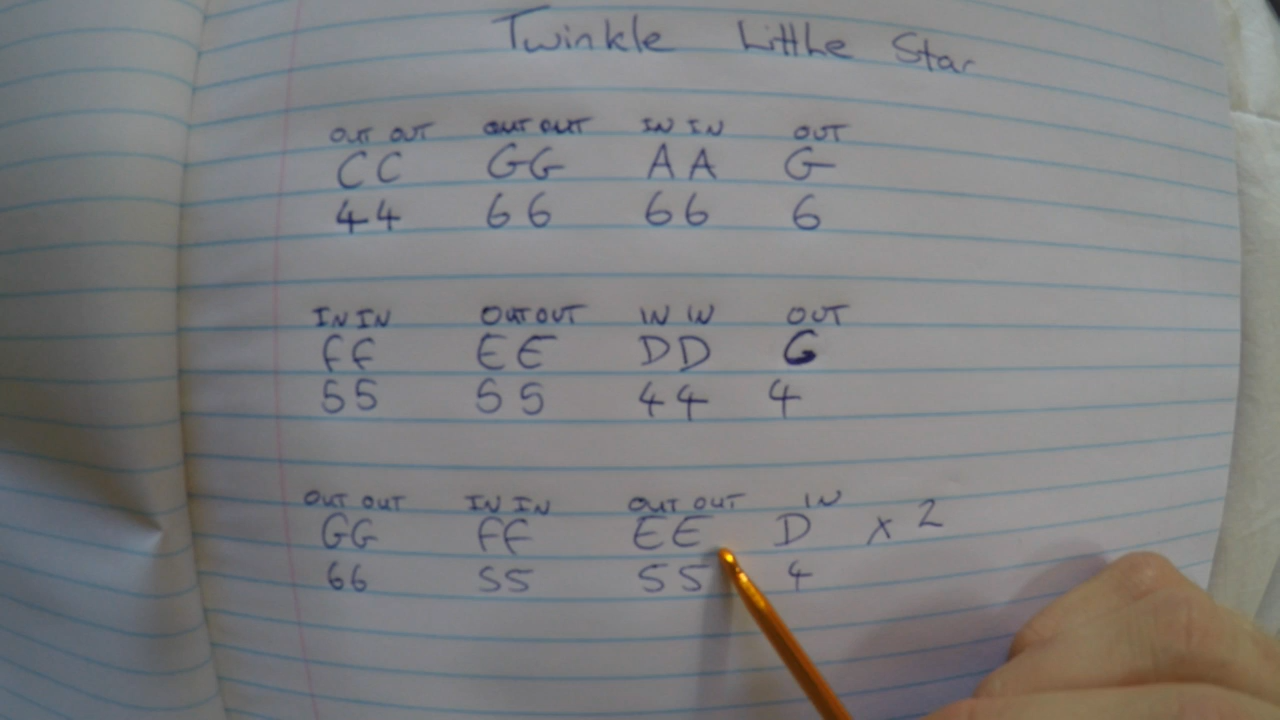 Twinkle Little Star
OUT OUT OUT OUT IN IN OUT
CC GG AA G
44 66 66 6
IN IN OUT OUT IN IN OUT
FF EE DD G
55 55 44 4
OUT OUT IN IN OUT OUT IN
GG FF EE D x 2
66 55 55 4